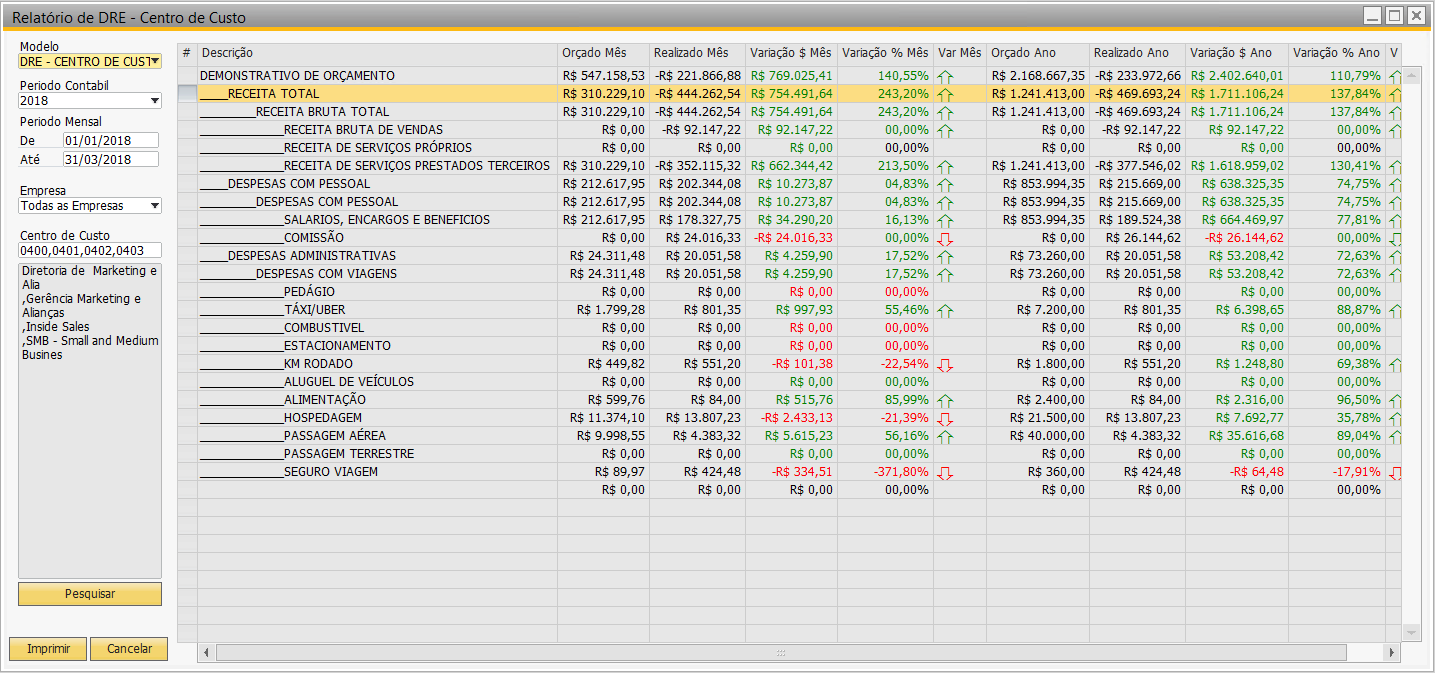 Relatório de DRE - Centro de Custo
Modelo
DRE - CENTRO DE CUST
Periodo Contabil
2018
Periodo Mensal
De 01/01/2018
Até 31/03/2018
Empresa
Todas as Empresas
Centro de Custo
0400,0401,0402,0403
Diretoria de  Marketing e
Alia
,Gerência Marketing e
Alianças
,Inside Sales
,SMB - Small and Medium
Busines
Pesquisar
Imprimir Cancelar
# Descrição Orçado Mês Realizado Mês Variação $ Mês Variação % Mês Var Mês Orçado Ano Realizado Ano Variação $ Ano Variação % Ano V
DEMONSTRATIVO DE ORÇAMENTO R$ 547.158,53 -R$ 221.866,88 R$ 769.025,41 140,55% R$ 2.168.667,35 -R$ 233.972,66 R$ 2.402.640,01 110,79%
____RECEITA TOTAL R$ 310.229,10 -R$ 444.262,54 R$ 754.491,64 243,20% R$ 1.241.413,00 -R$ 469.693,24 R$ 1.711.106,24 137,84%
________RECEITA BRUTA TOTAL R$ 310.229,10 -R$ 444.262,54 R$ 754.491,64 243,20% R$ 1.241.413,00 -R$ 469.693,24 R$ 1.711.106,24 137,84%
____________RECEITA BRUTA DE VENDAS R$ 0,00 -R$ 92.147,22 R$ 92.147,22 00,00% R$ 0,00 -R$ 92.147,22 R$ 92.147,22 00,00%
____________RECEITA DE SERVIÇOS PRÓPRIOS R$ 0,00 R$ 0,00 R$ 0,00 00,00% R$ 0,00 R$ 0,00 R$ 0,00 00,00%
____________RECEITA DE SERVIÇOS PRESTADOS TERCEIROS R$ 310.229,10 -R$ 352.115,32 R$ 662.344,42 213,50% R$ 1.241.413,00 -R$ 377.546,02 R$ 1.618.959,02 130,41%
____DESPESAS COM PESSOAL R$ 212.617,95 R$ 202.344,08 R$ 10.273,87 04,83% R$ 853.994,35 R$ 215.669,00 R$ 638.325,35 74,75%
________DESPESAS COM PESSOAL R$ 212.617,95 R$ 202.344,08 R$ 10.273,87 04,83% R$ 853.994,35 R$ 215.669,00 R$ 638.325,35 74,75%
____________SALARIOS, ENCARGOS E BENEFICIOS R$ 212.617,95 R$ 178.327,75 R$ 34.290,20 16,13% R$ 853.994,35 R$ 189.524,38 R$ 664.469,97 77,81%
____________COMISSÃO R$ 0,00 R$ 24.016,33 -R$ 24.016,33 00,00% R$ 0,00 R$ 26.144,62 -R$ 26.144,62 00,00%
____DESPESAS ADMINISTRATIVAS R$ 24.311,48 R$ 20.051,58 R$ 4.259,90 17,52% R$ 73.260,00 R$ 20.051,58 R$ 53.208,42 72,63%
________DESPESAS COM VIAGENS R$ 24.311,48 R$ 20.051,58 R$ 4.259,90 17,52% R$ 73.260,00 R$ 20.051,58 R$ 53.208,42 72,63%
____________PEDÁGIO R$ 0,00 R$ 0,00 R$ 0,00 00,00% R$ 0,00 R$ 0,00 R$ 0,00 00,00%
____________TÁXI/UBER R$ 1.799,28 R$ 801,35 R$ 997,93 55,46% R$ 7.200,00 R$ 801,35 R$ 6.398,65 88,87%
____________COMBUSTIVEL R$ 0,00 R$ 0,00 R$ 0,00 00,00% R$ 0,00 R$ 0,00 R$ 0,00 00,00%
____________ESTACIONAMENTO R$ 0,00 R$ 0,00 R$ 0,00 00,00% R$ 0,00 R$ 0,00 R$ 0,00 00,00%
____________KM RODADO R$ 449,82 R$ 551,20 -R$ 101,38 -22,54% R$ 1.800,00 R$ 551,20 R$ 1.248,80 69,38%
____________ALUGUEL DE VEÍCULOS R$ 0,00 R$ 0,00 R$ 0,00 00,00% R$ 0,00 R$ 0,00 R$ 0,00 00,00%
____________ALIMENTAÇÃO R$ 599,76 R$ 84,00 R$ 515,76 85,99% R$ 2.400,00 R$ 84,00 R$ 2.316,00 96,50%
____________HOSPEDAGEM R$ 11.374,10 R$ 13.807,23 -R$ 2.433,13 -21,39% R$ 21.500,00 R$ 13.807,23 R$ 7.692,77 35,78%
____________PASSAGEM AÉREA R$ 9.998,55 R$ 4.383,32 R$ 5.615,23 56,16% R$ 40.000,00 R$ 4.383,32 R$ 35.616,68 89,04%
____________PASSAGEM TERRESTRE R$ 0,00 R$ 0,00 R$ 0,00 00,00% R$ 0,00 R$ 0,00 R$ 0,00 00,00%
____________SEGURO VIAGEM R$ 89,97 R$ 424,48 -R$ 334,51 -371,80% R$ 360,00 R$ 424,48 -R$ 64,48 -17,91%
R$ 0,00 R$ 0,00 R$ 0,00 00,00% R$ 0,00 R$ 0,00 R$ 0,00 00,00%